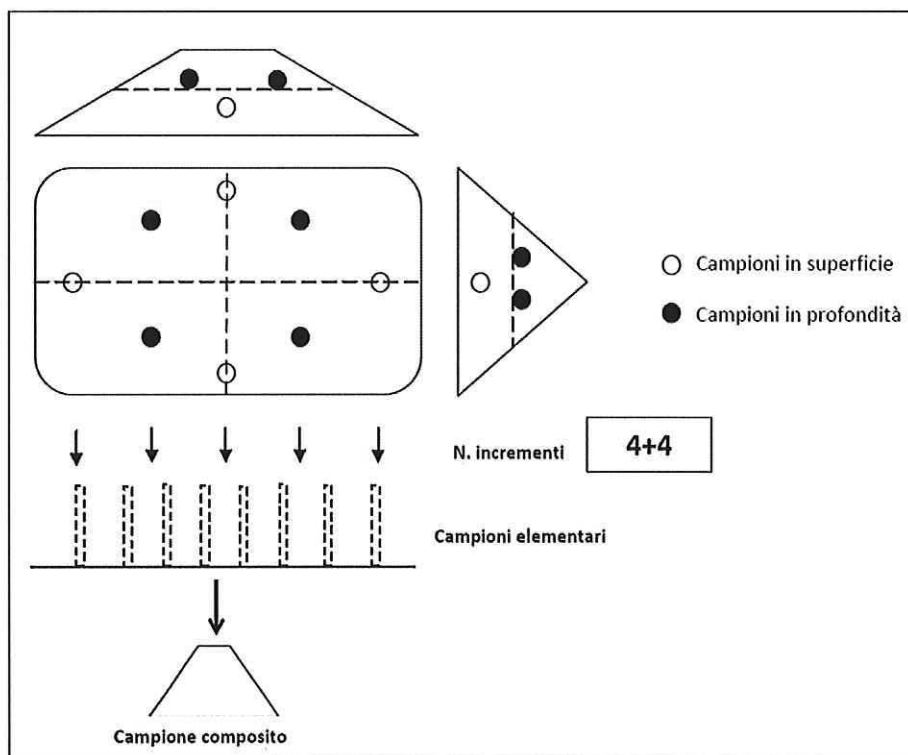 Campioni in superficie
Campioni in profondità
N. incrementi
4+4
Campioni elementari
Campione composito